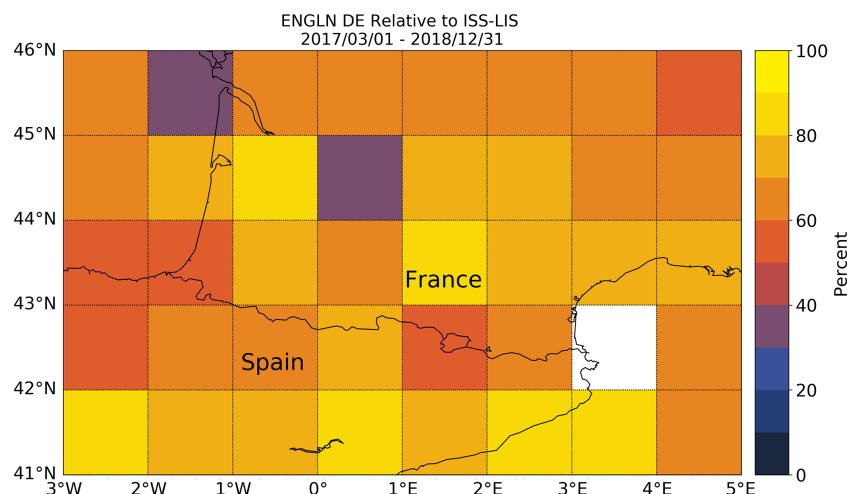 ENGLN DE Relative to ISS-LIS
2017/03/01 - 2018/12/31
46°N
45°N
44°N
43°N
42°N
41°N
3°W
2°W
1°W
0°
1°E
2°E
3°E
4°E
5°E
France
Spain
100
80
60
40
20
0
Percent